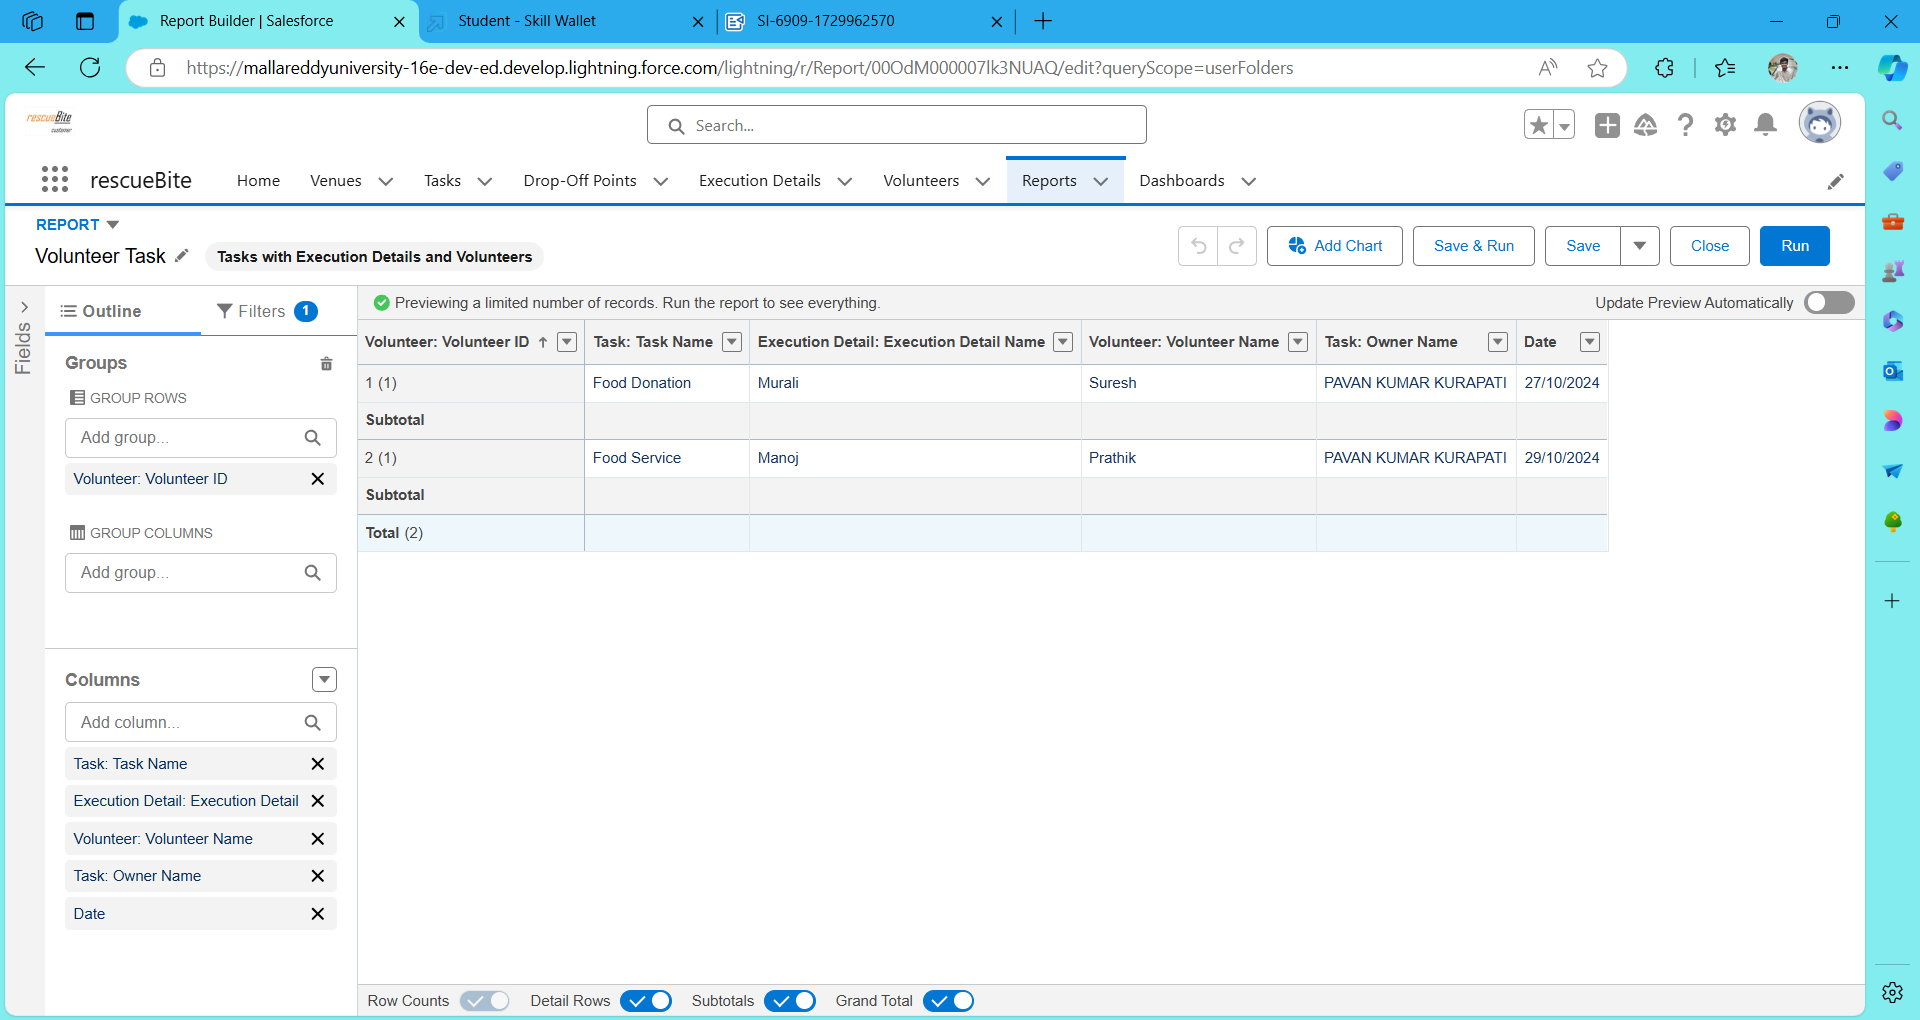 Report Builder | Salesforce
Student - Skill Wallet
SI-6909-1729962570
https://mallareddyuniversity-16e-dev-ed.develop.lightning.force.com/lightning/r/Report/00OdM000007lk3NUAQ/edit?queryScope=userFolders
rescueBite
customer
Search...
rescueBite
Home
Venues
Tasks
Drop-Off Points
Execution Details
Volunteers
Reports
Dashboards
REPORT
Volunteer Task
Tasks with Execution Details and Volunteers
Add Chart
Save & Run
Save
Close
Run
Fields
Outline
Filters 1
Previewing a limited number of records. Run the report to see everything.
Update Preview Automatically
Groups
GROUP ROWS
Add group...
Volunteer: Volunteer ID
GROUP COLUMNS
Add group...
Columns
Add column...
Task: Task Name
Execution Detail: Execution Detail
Volunteer: Volunteer Name
Task: Owner Name
Date
Volunteer: Volunteer ID Task: Task Name Execution Detail: Execution Detail Name Volunteer: Volunteer Name Task: Owner Name Date
1 (1) Food Donation Murali Suresh PAVAN KUMAR KURAPATI 27/10/2024
Subtotal
2 (1) Food Service Manoj Prathik PAVAN KUMAR KURAPATI 29/10/2024
Subtotal
Total (2)
Row Counts
Detail Rows
Subtotals
Grand Total